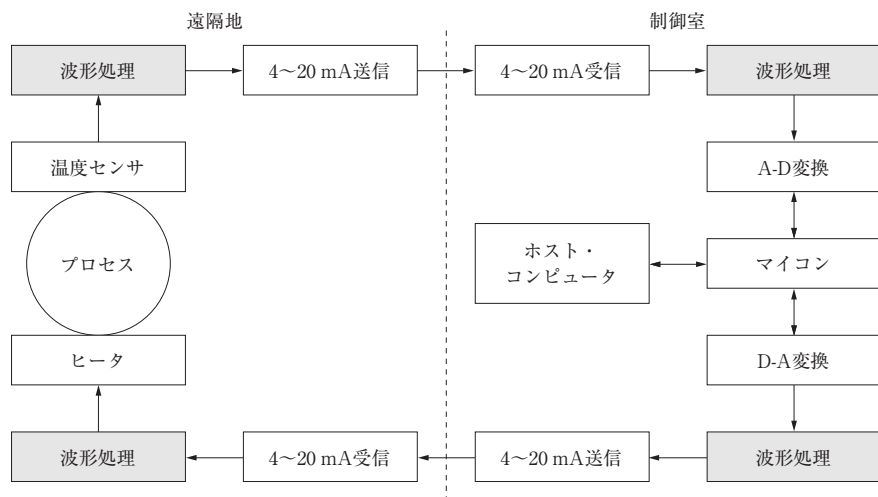 遠隔地
制御室
波形処理
4〜20 mA送信
4〜20 mA受信
波形処理
温度センサ
A-D変換
プロセス
ホスト・
コンピュータ
マイコン
ヒータ
D-A変換
波形処理
4〜20 mA受信
4〜20 mA送信
波形処理